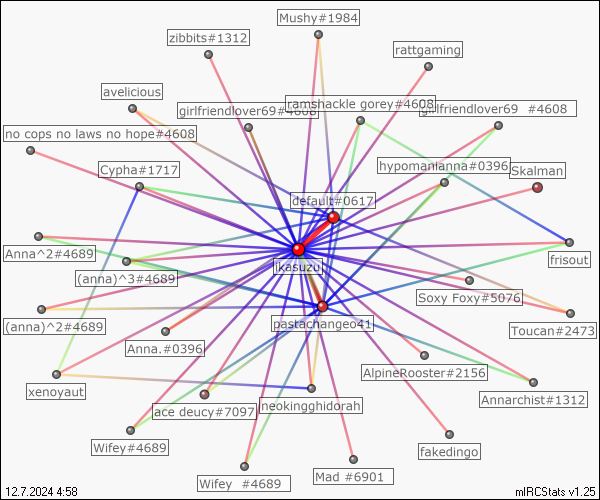 Mushy#1984
zibbits#1312
rattgaming
avelicious
girlfriendlover69#4608
ramshackle gorey#4608
girlfriendlover69 #4608
no cops no laws no hope#4608
Cypha#1717
hypomanianna#0396
Skalman
default#0617
Anna^2#4689
(anna)^3#4689
ikasuzu
frisout
Soxy Foxy#5076
(anna)^2#4689
pastachangeo41
Toucan#2473
Anna.#0396
AlpineRooster#2156
xenoyaut
ace deucy#7097
neokingghidorah
Annarchist#1312
Wifey#4689
fakedingo
Wifey #4689
Mad #6901
12.7.2024 4:58
mIRCStats v1.25